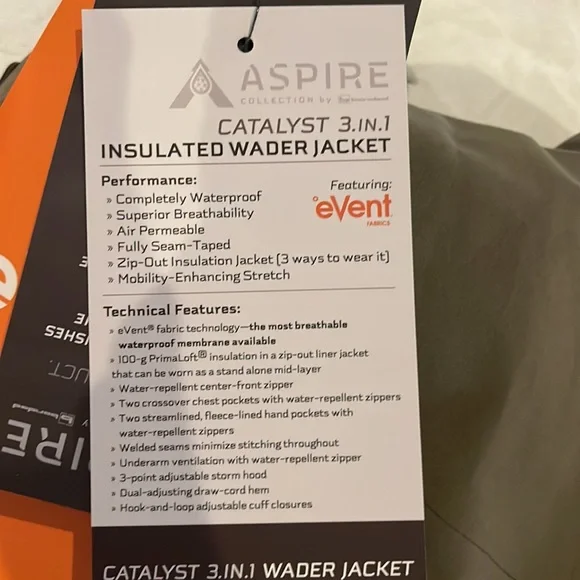 ASPIRE
COLLECTION by
CATALYST 3.IN.1
INSULATED WADER JACKET
Performance:
» Completely Waterproof
» Superior Breathability
» Air Permeable
» Fully Seam-Taped
» Zip-Out Insulation Jacket (3 ways to wear it)
» Mobility-Enhancing Stretch
Featuring:
eVent
FABRICS
Technical Features:
» eVent® fabric technology—the most breathable
waterproof membrane available
» 100-g PrimaLoft® insulation in a zip-out liner jacket
that can be worn as a stand alone mid-layer
» Water-repellent center-front zipper
» Two crossover chest pockets with water-repellent zippers
» Two streamlined, fleece-lined hand pockets with
water-repellent zippers
» Welded seams minimize stitching throughout
» Underarm ventilation with water-repellent zipper
» 3-point adjustable storm hood
» Dual-adjusting draw-cord hem
» Hook-and-loop adjustable cuff closures
CATALYST 3.IN.1 WADER JACKET